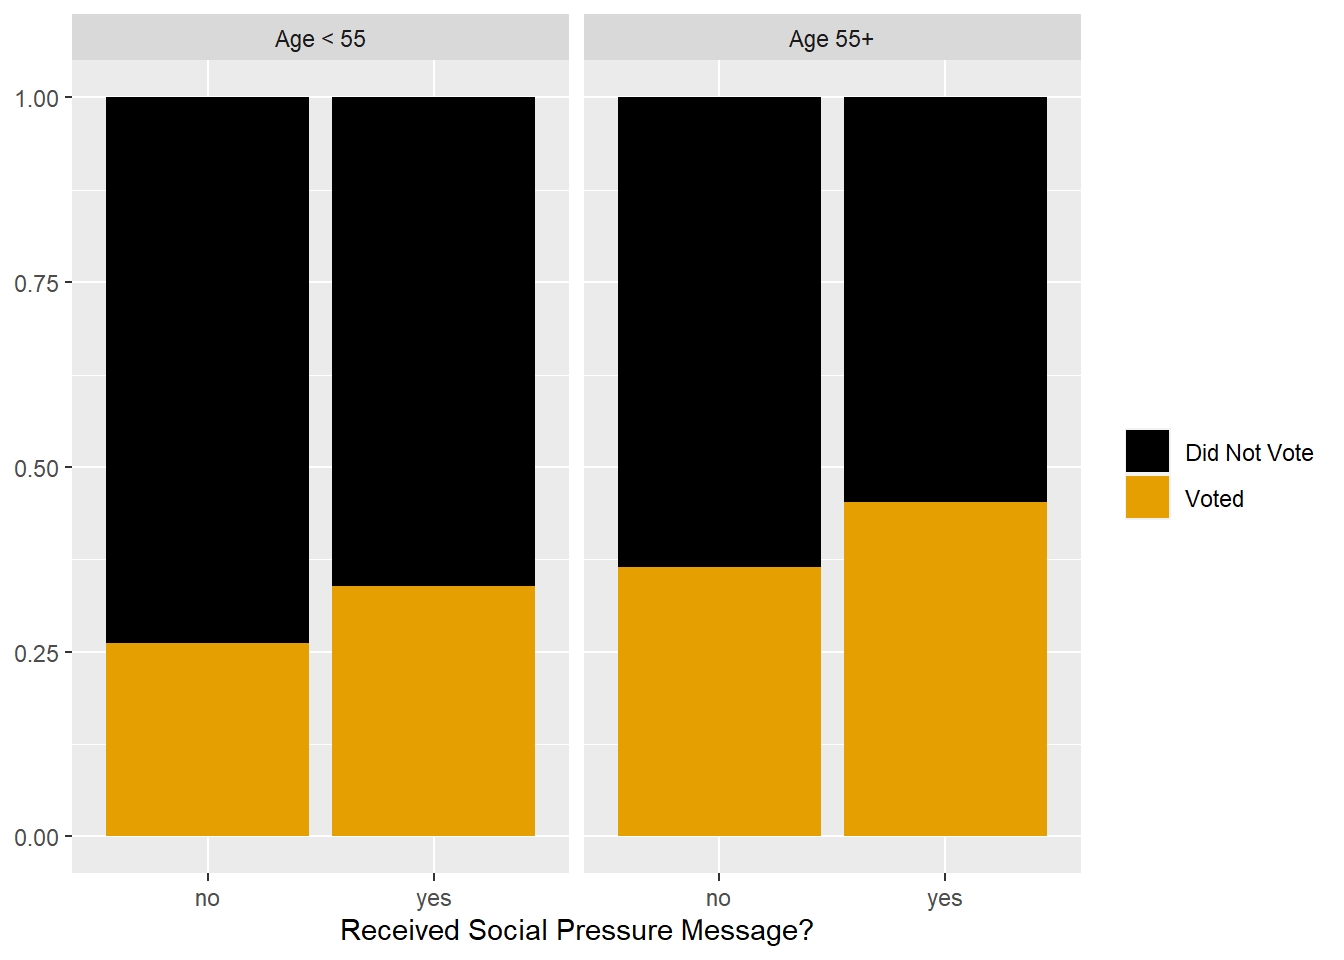 Age < 55
Age 55+
1.00
0.75
0.50
0.25
0.00
no
yes
no
yes
Received Social Pressure Message?
Did Not Vote
Voted